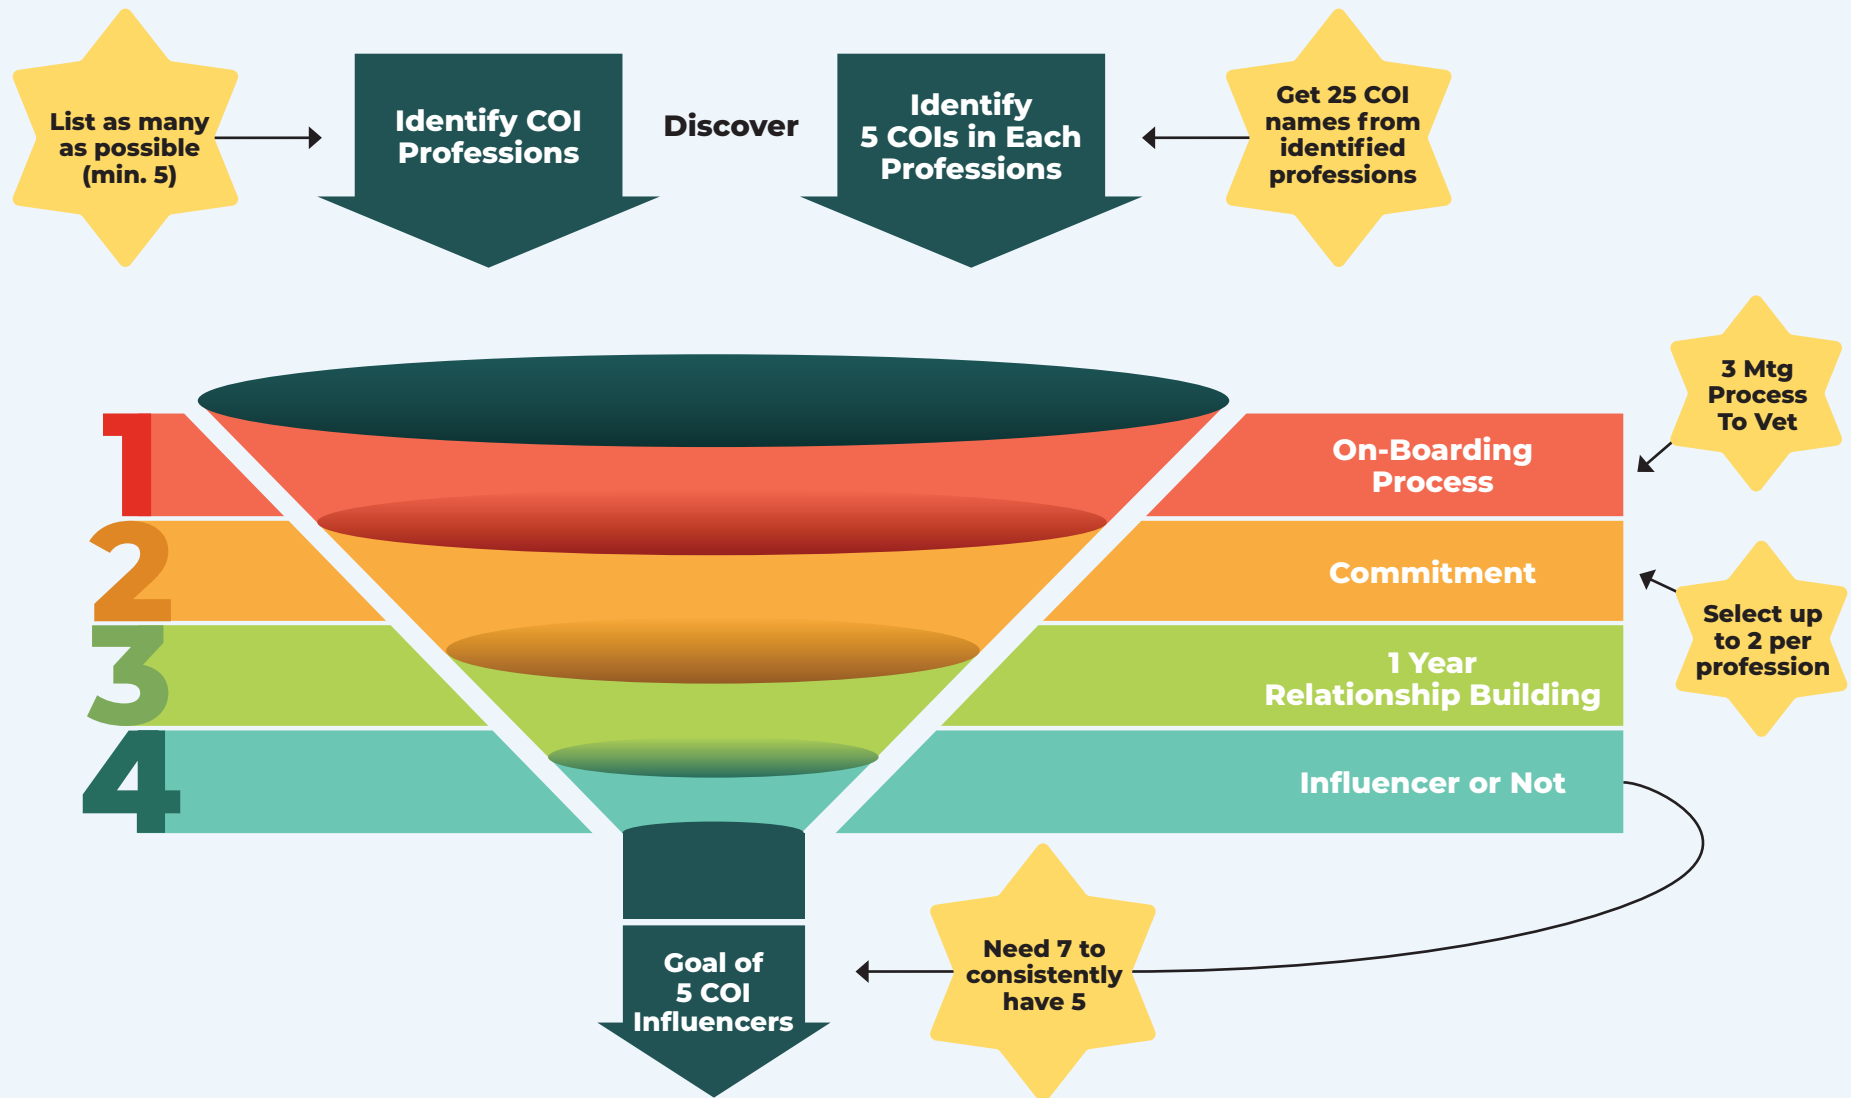 List as many
as possible
(min. 5)
Identify COI
Professions
Discover
Identify
5 COIs in Each
Professions
Get 25 COI
names from
identified
professions
1
On-Boarding
Process
3 Mtg
Process
To Vet
2
Commitment
Select up
to 2 per
profession
3
1 Year
Relationship Building
4
Influencer or Not
Goal of
5 COI
Influencers
Need 7 to
consistently
have 5